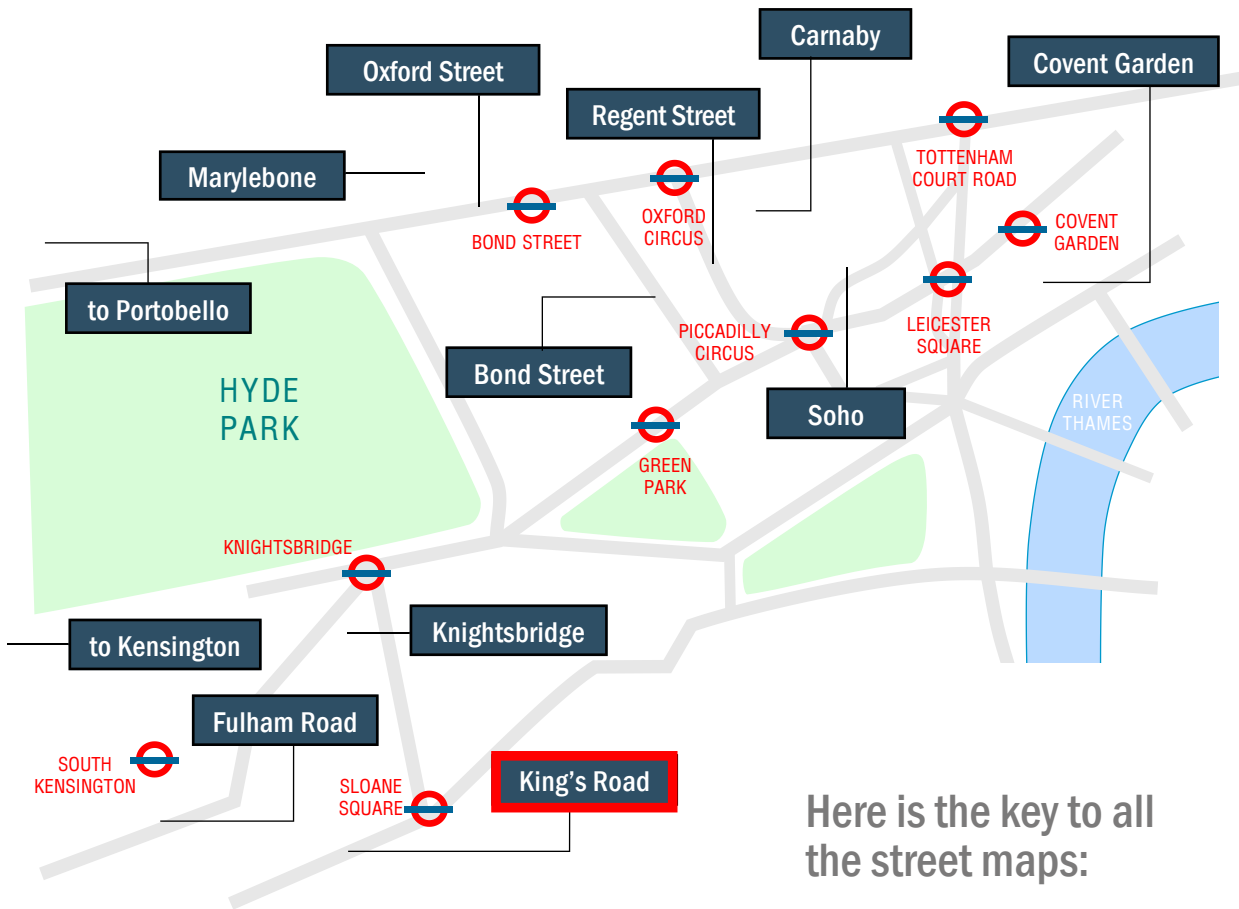 Carnaby
Oxford Street
Covent Garden
Regent Street
Marylebone
TOTTENHAM
COURT ROAD
OXFORD
CIRCUS
COVENT
GARDEN
BOND STREET
to Portobello
PICCADILLY
CIRCUS
LEICESTER
SQUARE
Bond Street
HYDE
PARK
Soho
RIVER
THAMES
GREEN
PARK
KNIGHTSBRIDGE
to Kensington
Knightsbridge
Fulham Road
SOUTH
KENSINGTON
SLOANE
SQUARE
King’s Road
Here is the key to all
the street maps: